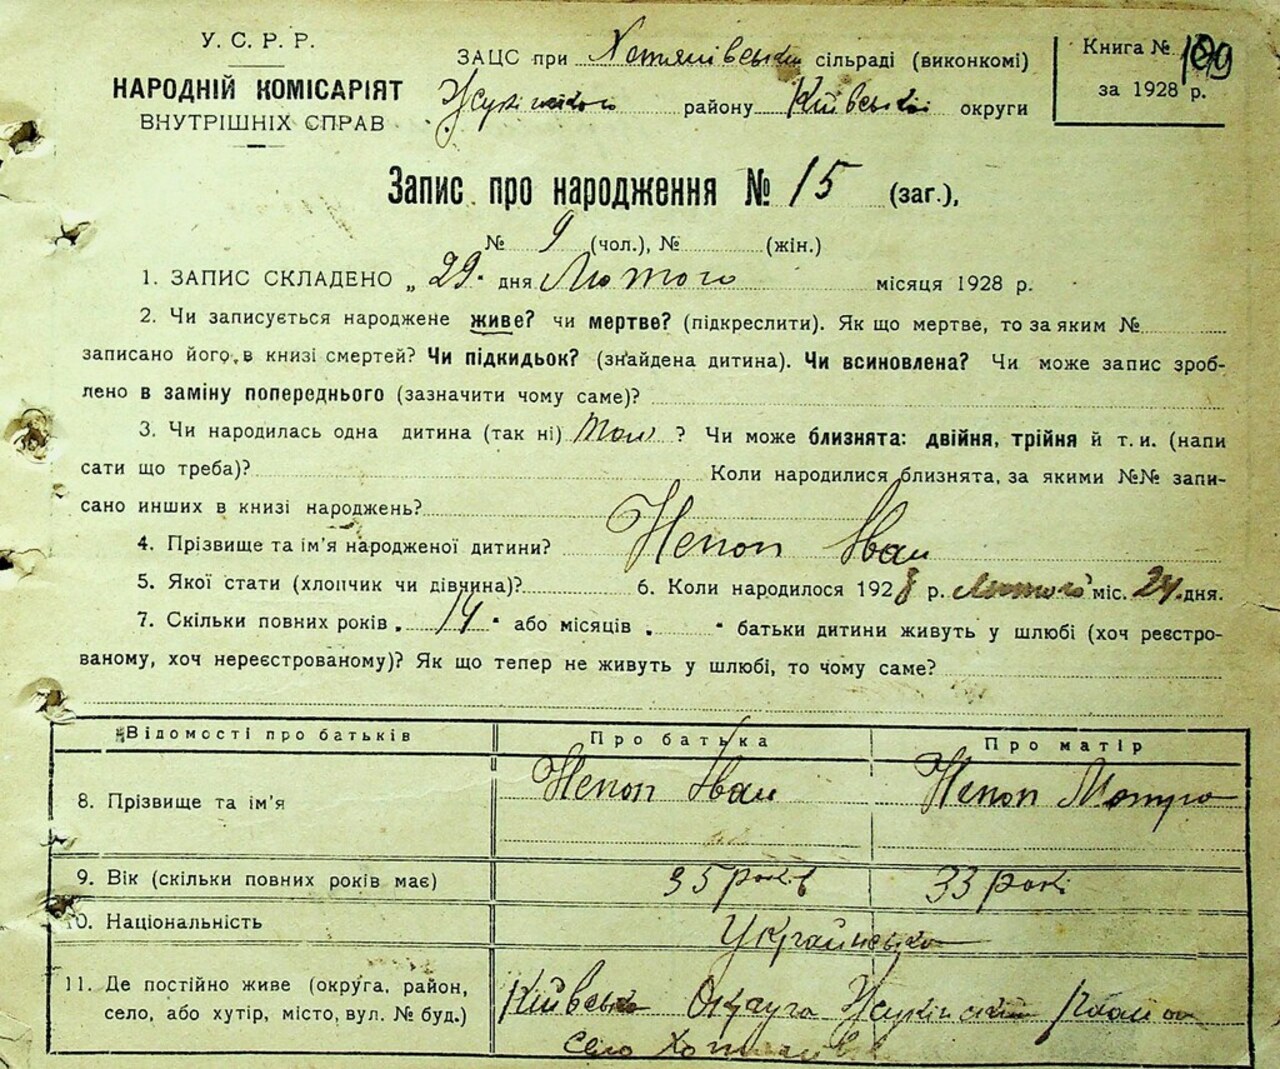 У. С. Р. Р.
НАРОДНІЙ КОМІСАРІЯТ
ВНУТРІШНІХ СПРАВ
ЗАЦС при Хотянівській сільраді (виконкомі)
Жукінського району Київської округи
Книга №
за 1928 р.
Запис про народження № 15 (заг.),
№ 9 (чол.), № (жін.)
1. ЗАПИС СКЛАДЕНО „ 29 " дня Лютого місяця 1928 р.
2. Чи записується народжене живе? чи мертве? (підкреслити). Як що мертве, то за яким №
записано його в книзі смертей? Чи підкидьок? (знайдена дитина). Чи всиновлена? Чи може запис зроб-
лено в заміну попереднього (зазначити чому саме)?
3. Чи народилась одна дитина (так ні) Так ? Чи може близнята: двійня, трійня й т. и. (напи
сати що треба)? Коли народилися близнята, за якими №№ запи-
сано инших в книзі народжень?
4. Прізвище та ім'я народженої дитини? Непоп Іван
5. Якої стати (хлопчик чи дівчина)? 6. Коли народилося 1928 р. Лютого міс. 24 дня.
7. Скільки повних років „ 14 " або місяців „ " батьки дитини живуть у шлюбі (хоч реєстро-
ваному, хоч нереєстрованому)? Як що тепер не живуть у шлюбі, то чому саме?
Відомості про батьків Про батька Про матір
8. Прізвище та ім'я Непоп Іван Непоп Мотря
9. Вік (скільки повних років має) 35 років 33 рокі
10. Національність Українська
11. Де постійно живе (округа, район, Київська Округа Жукінський район
село, або хутір, місто, вул. № буд.) село